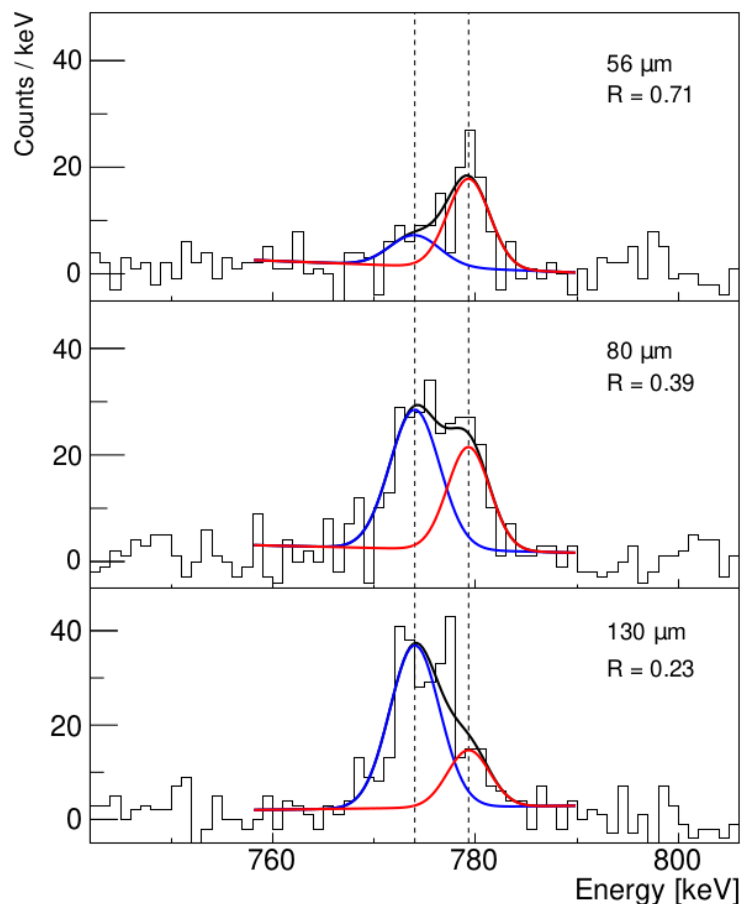 Counts / keV
40
20
0
56 µm
R = 0.71
40
20
0
80 µm
R = 0.39
40
20
0
130 µm
R = 0.23
760
780
800
Energy [keV]